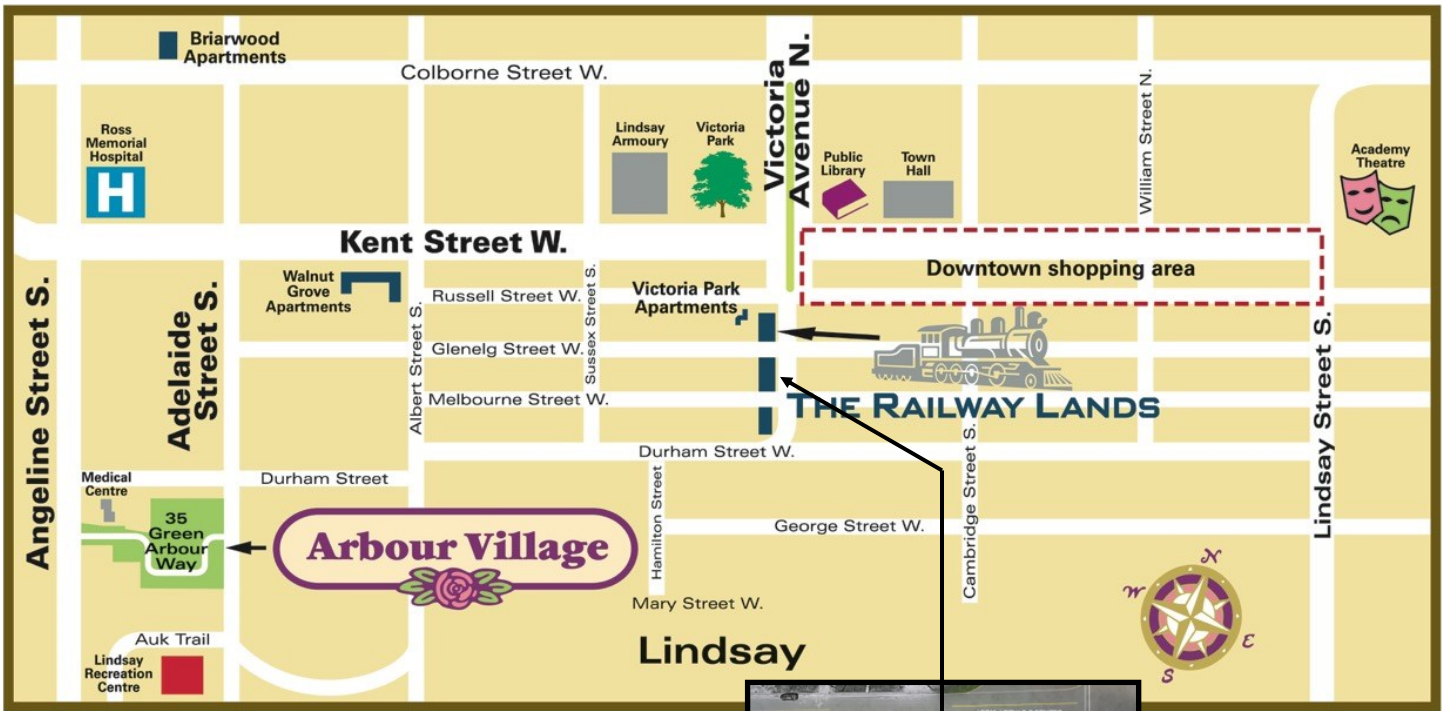 Briarwood
Apartments
Colborne Street W.
Victoria
Avenue N.
William Street N.
Ross
Memorial
Hospital
H
Lindsay
Armoury
Victoria
Park
Public
Library
Town
Hall
Academy
Theatre
Kent Street W.
Downtown shopping area
Walnut
Grove
Apartments
Russell Street W.
Sussex Street S.
Victoria Park
Apartments
Angeline Street S.
Adelaide
Street S.
Albert Street S.
Glenelg Street W.
Melbourne Street W.
THE RAILWAY LANDS
Lindsay Street S.
Durham Street W.
Cambridge Street S.
Medical
Centre
Durham Street
35
Green
Arbour
Way
Arbour Village
Hamilton Street
George Street W.
Mary Street W.
Auk Trail
Lindsay
Recreation
Centre
Lindsay
N
W
E
S